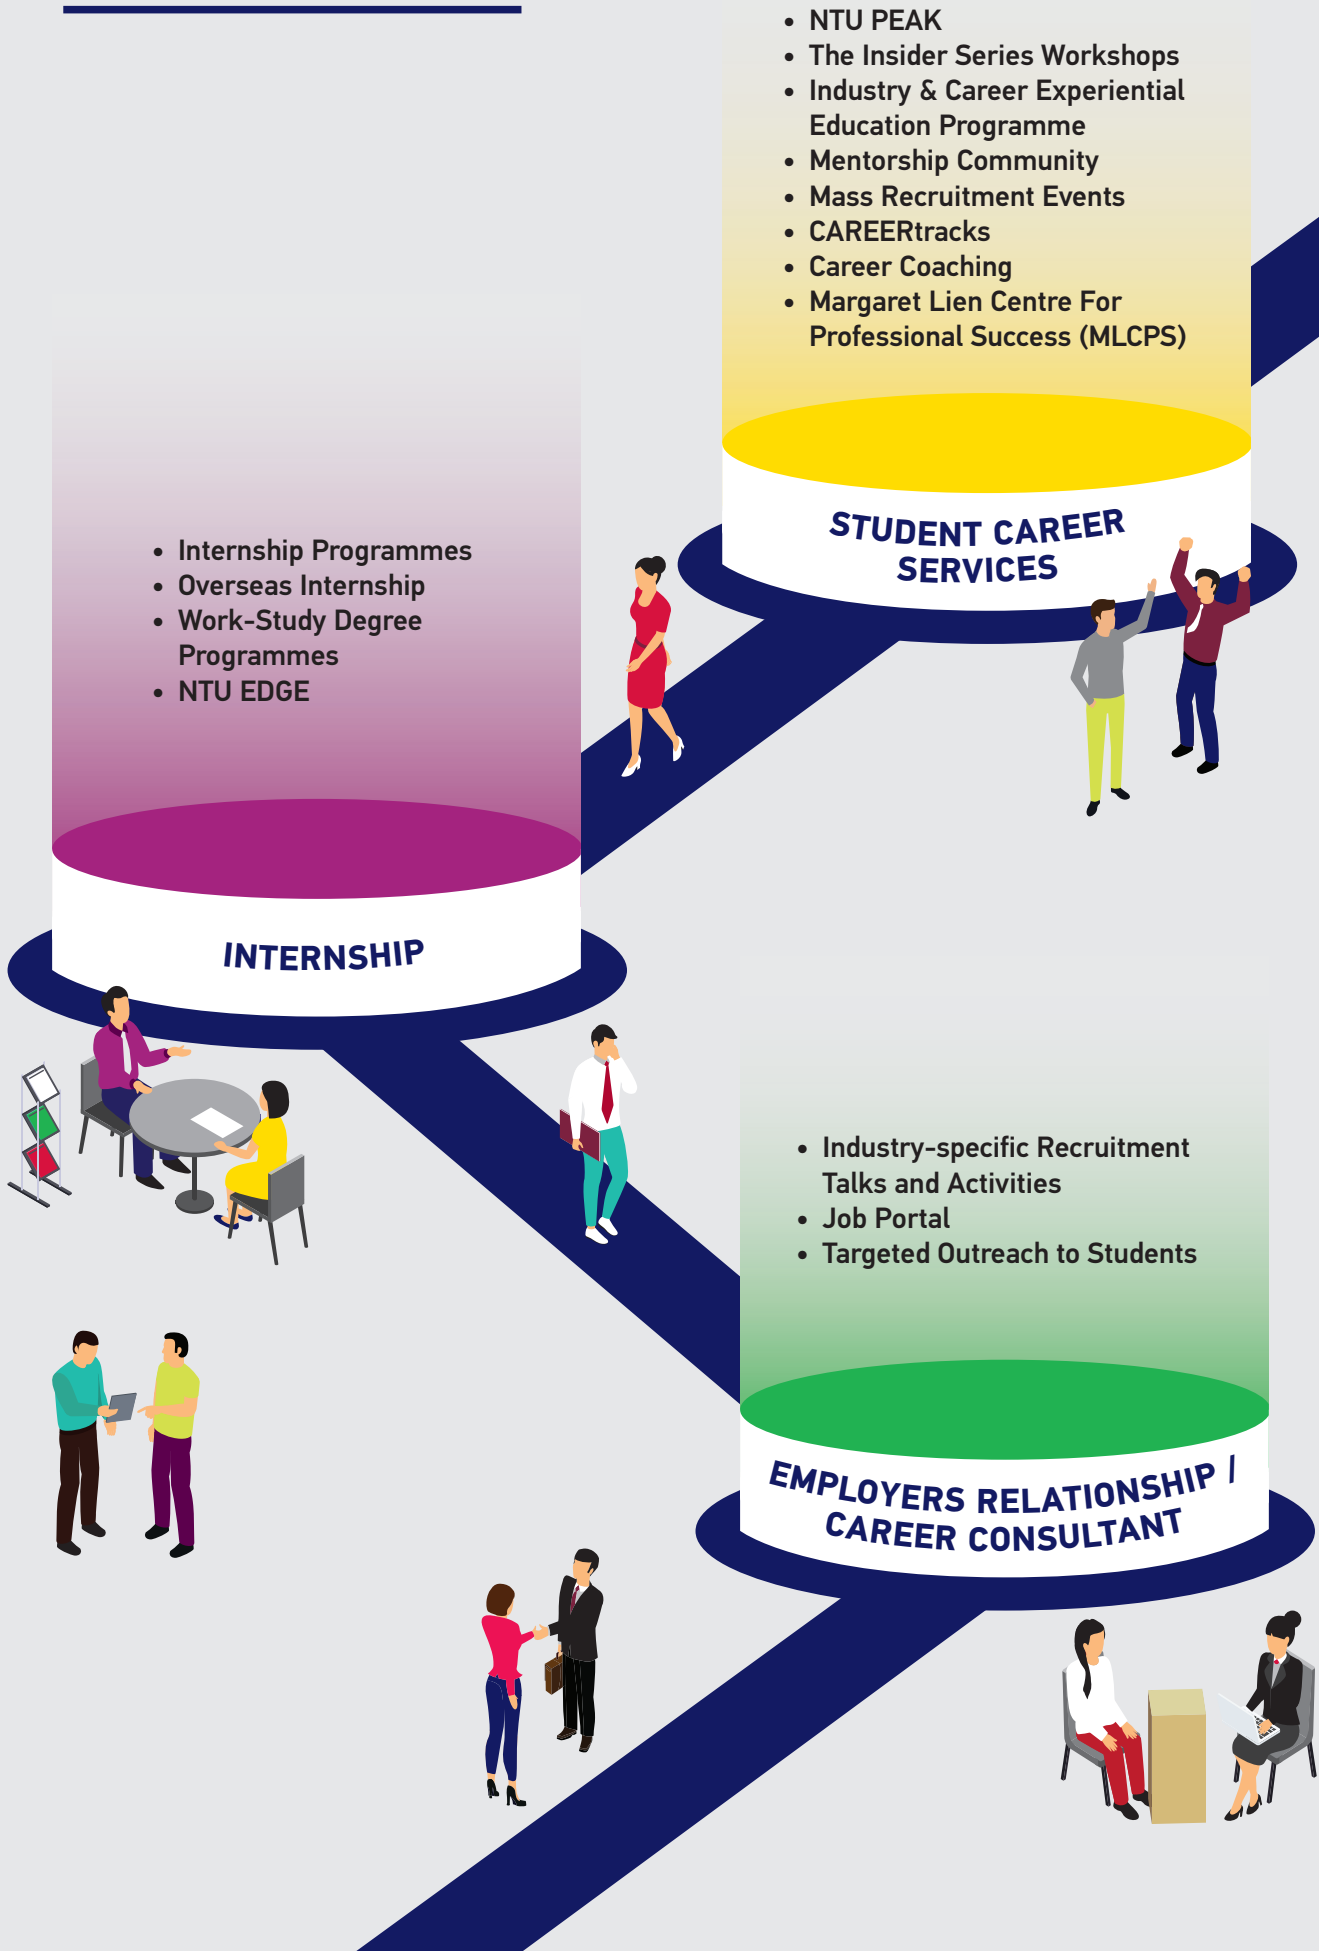 • NTU PEAK
• The Insider Series Workshops
• Industry & Career Experiential
Education Programme
• Mentorship Community
• Mass Recruitment Events
• CAREERtracks
• Career Coaching
• Margaret Lien Centre For
Professional Success (MLCPS)
STUDENT CAREER
SERVICES
• Internship Programmes
• Overseas Internship
• Work-Study Degree
Programmes
• NTU EDGE
INTERNSHIP
• Industry-specific Recruitment
Talks and Activities
• Job Portal
• Targeted Outreach to Students
EMPLOYERS RELATIONSHIP /
CAREER CONSULTANT